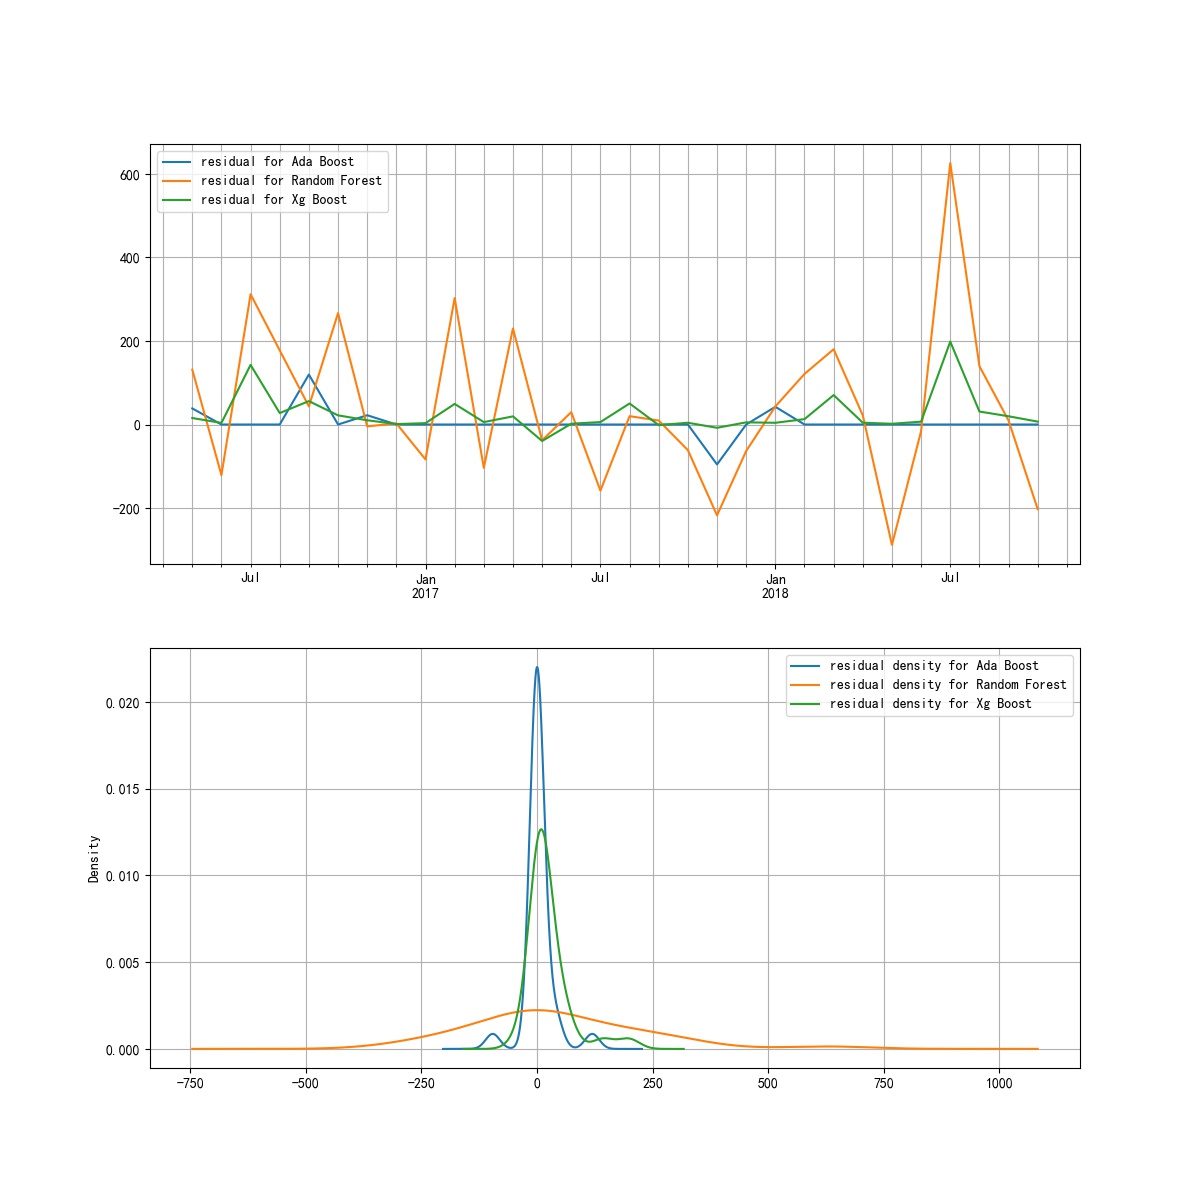 residual for Ada Boost
residual for Random Forest
residual for Xg Boost
600
400
200
0
−200
Jul
Jan
2017
Jul
Jan
2018
Jul
residual density for Ada Boost
residual density for Random Forest
residual density for Xg Boost
0.020
0.015
0.010
0.005
0.000
Density
−750
−500
−250
0
250
500
750
1000